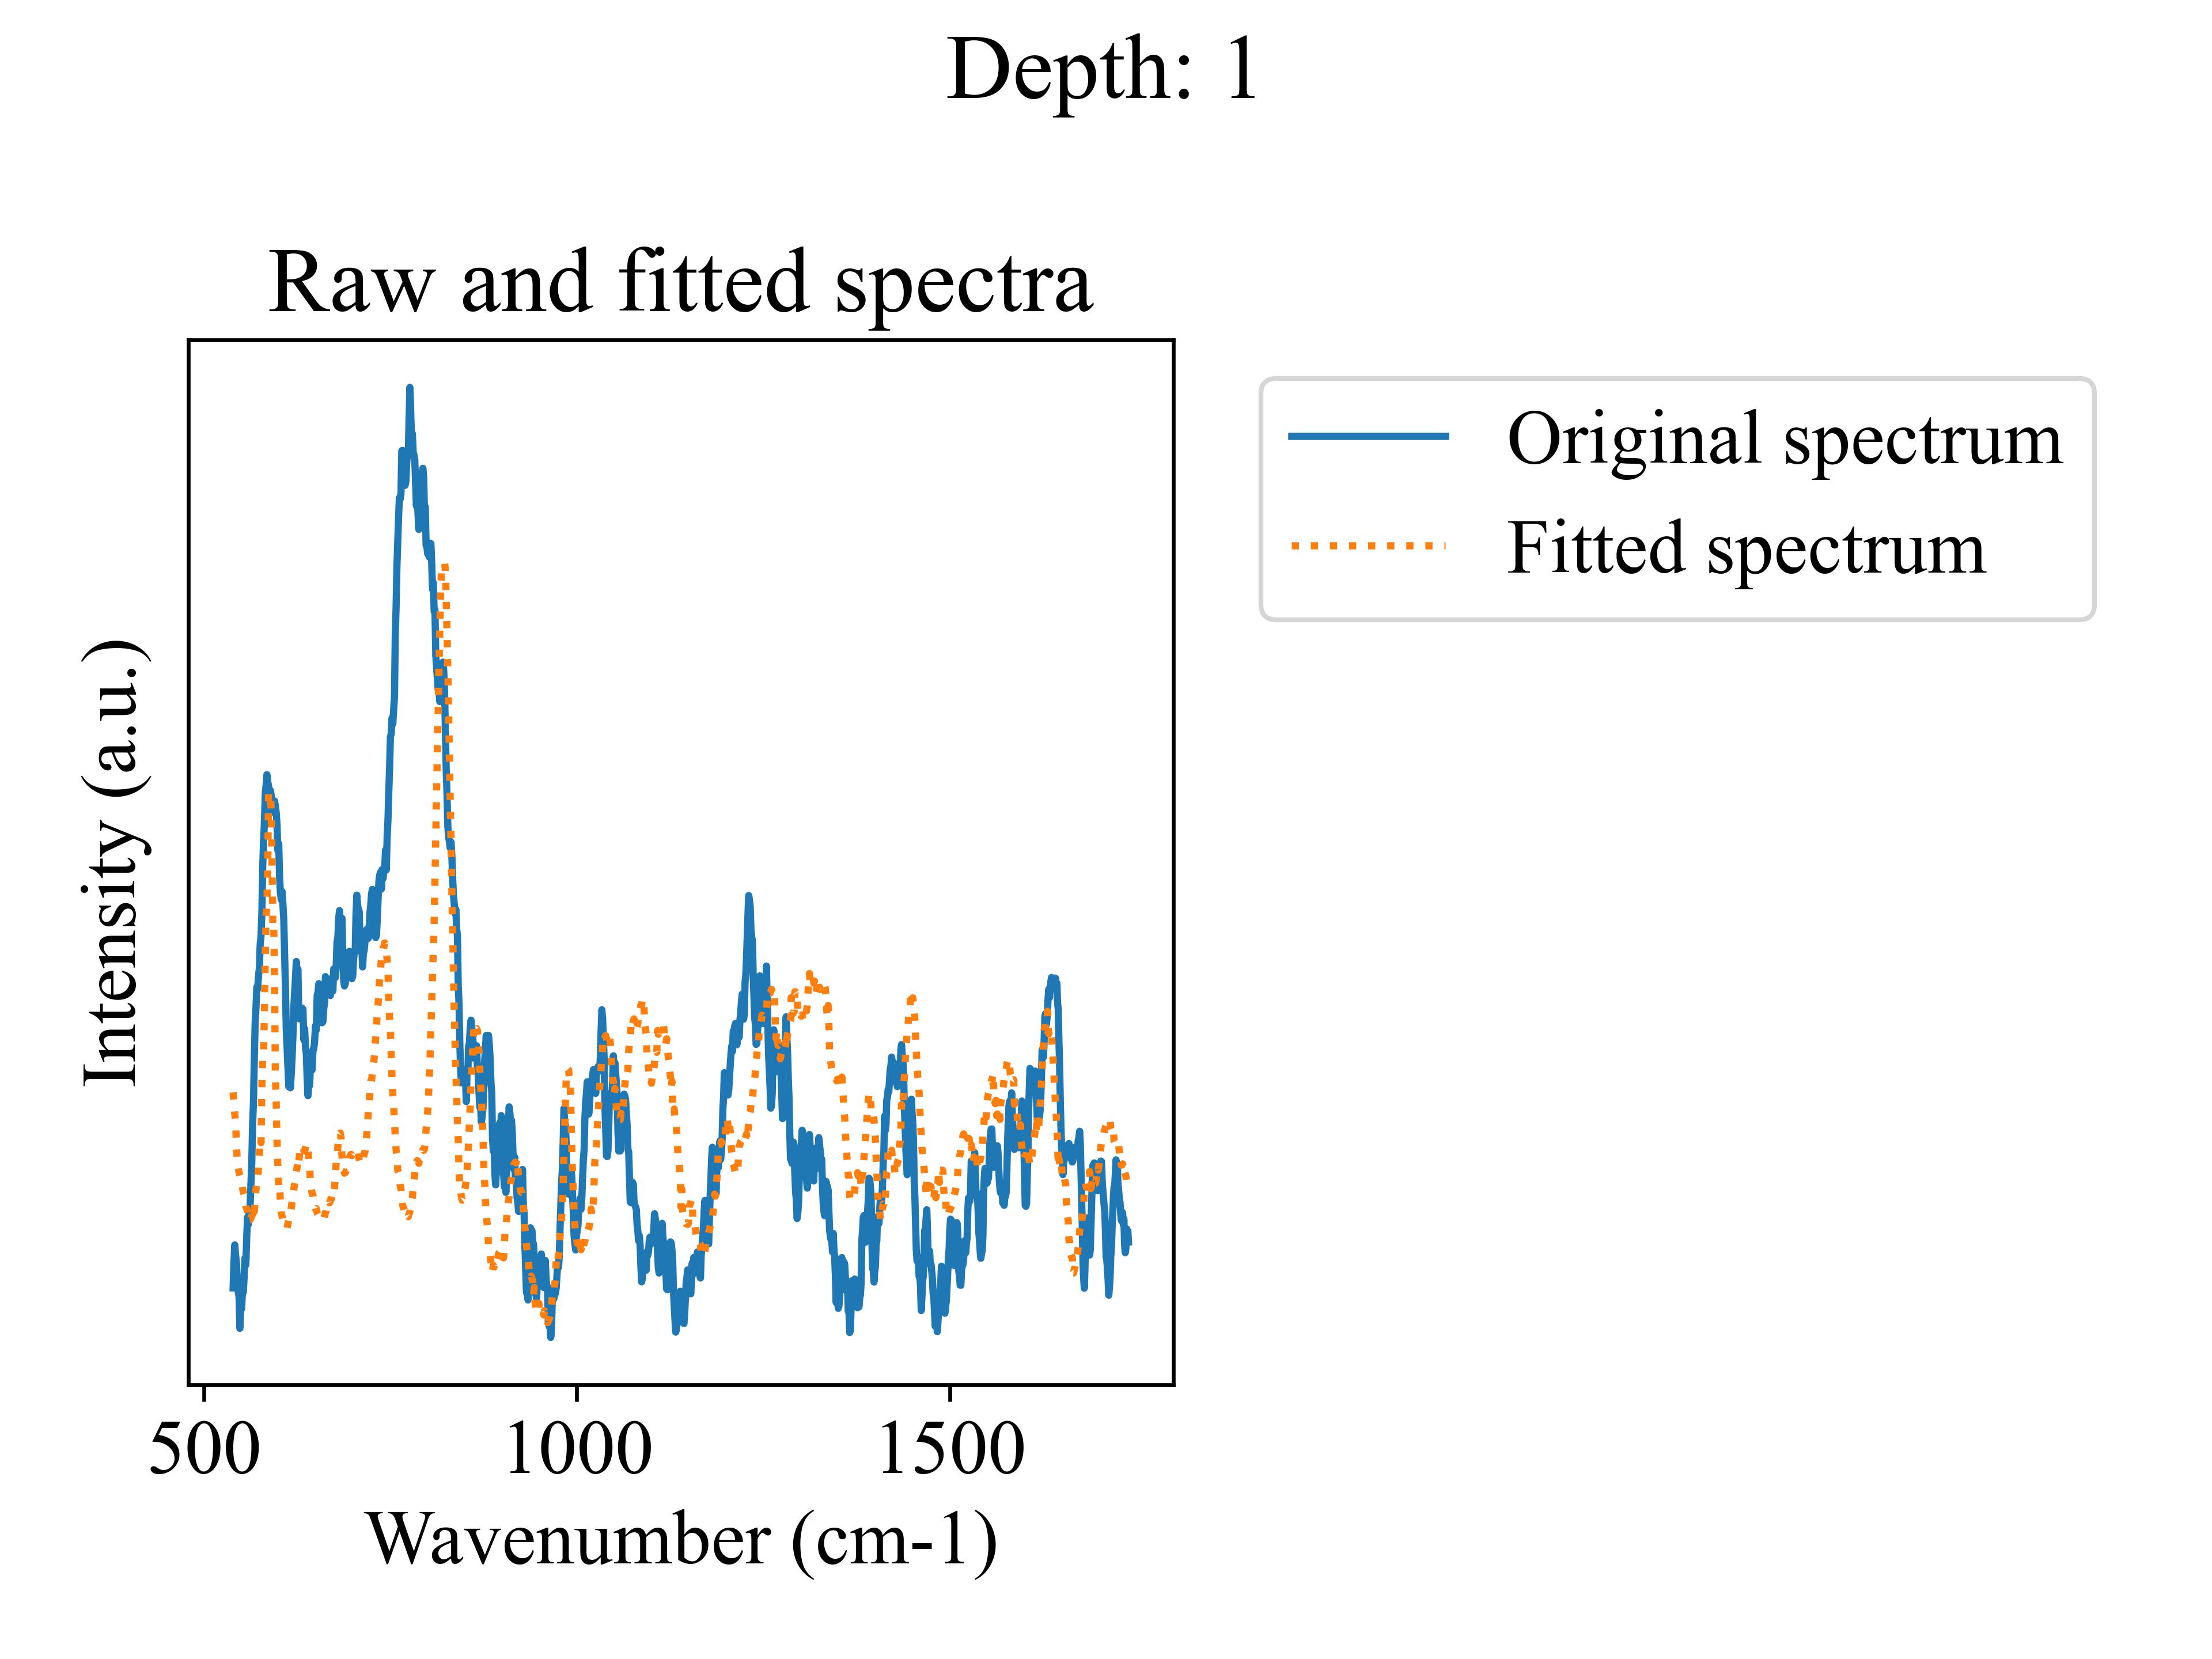 Depth: 1
Raw and fitted spectra
Original spectrum
Fitted spectrum
Intensity (a.u.)
500 1000 1500
Wavenumber (cm-1)